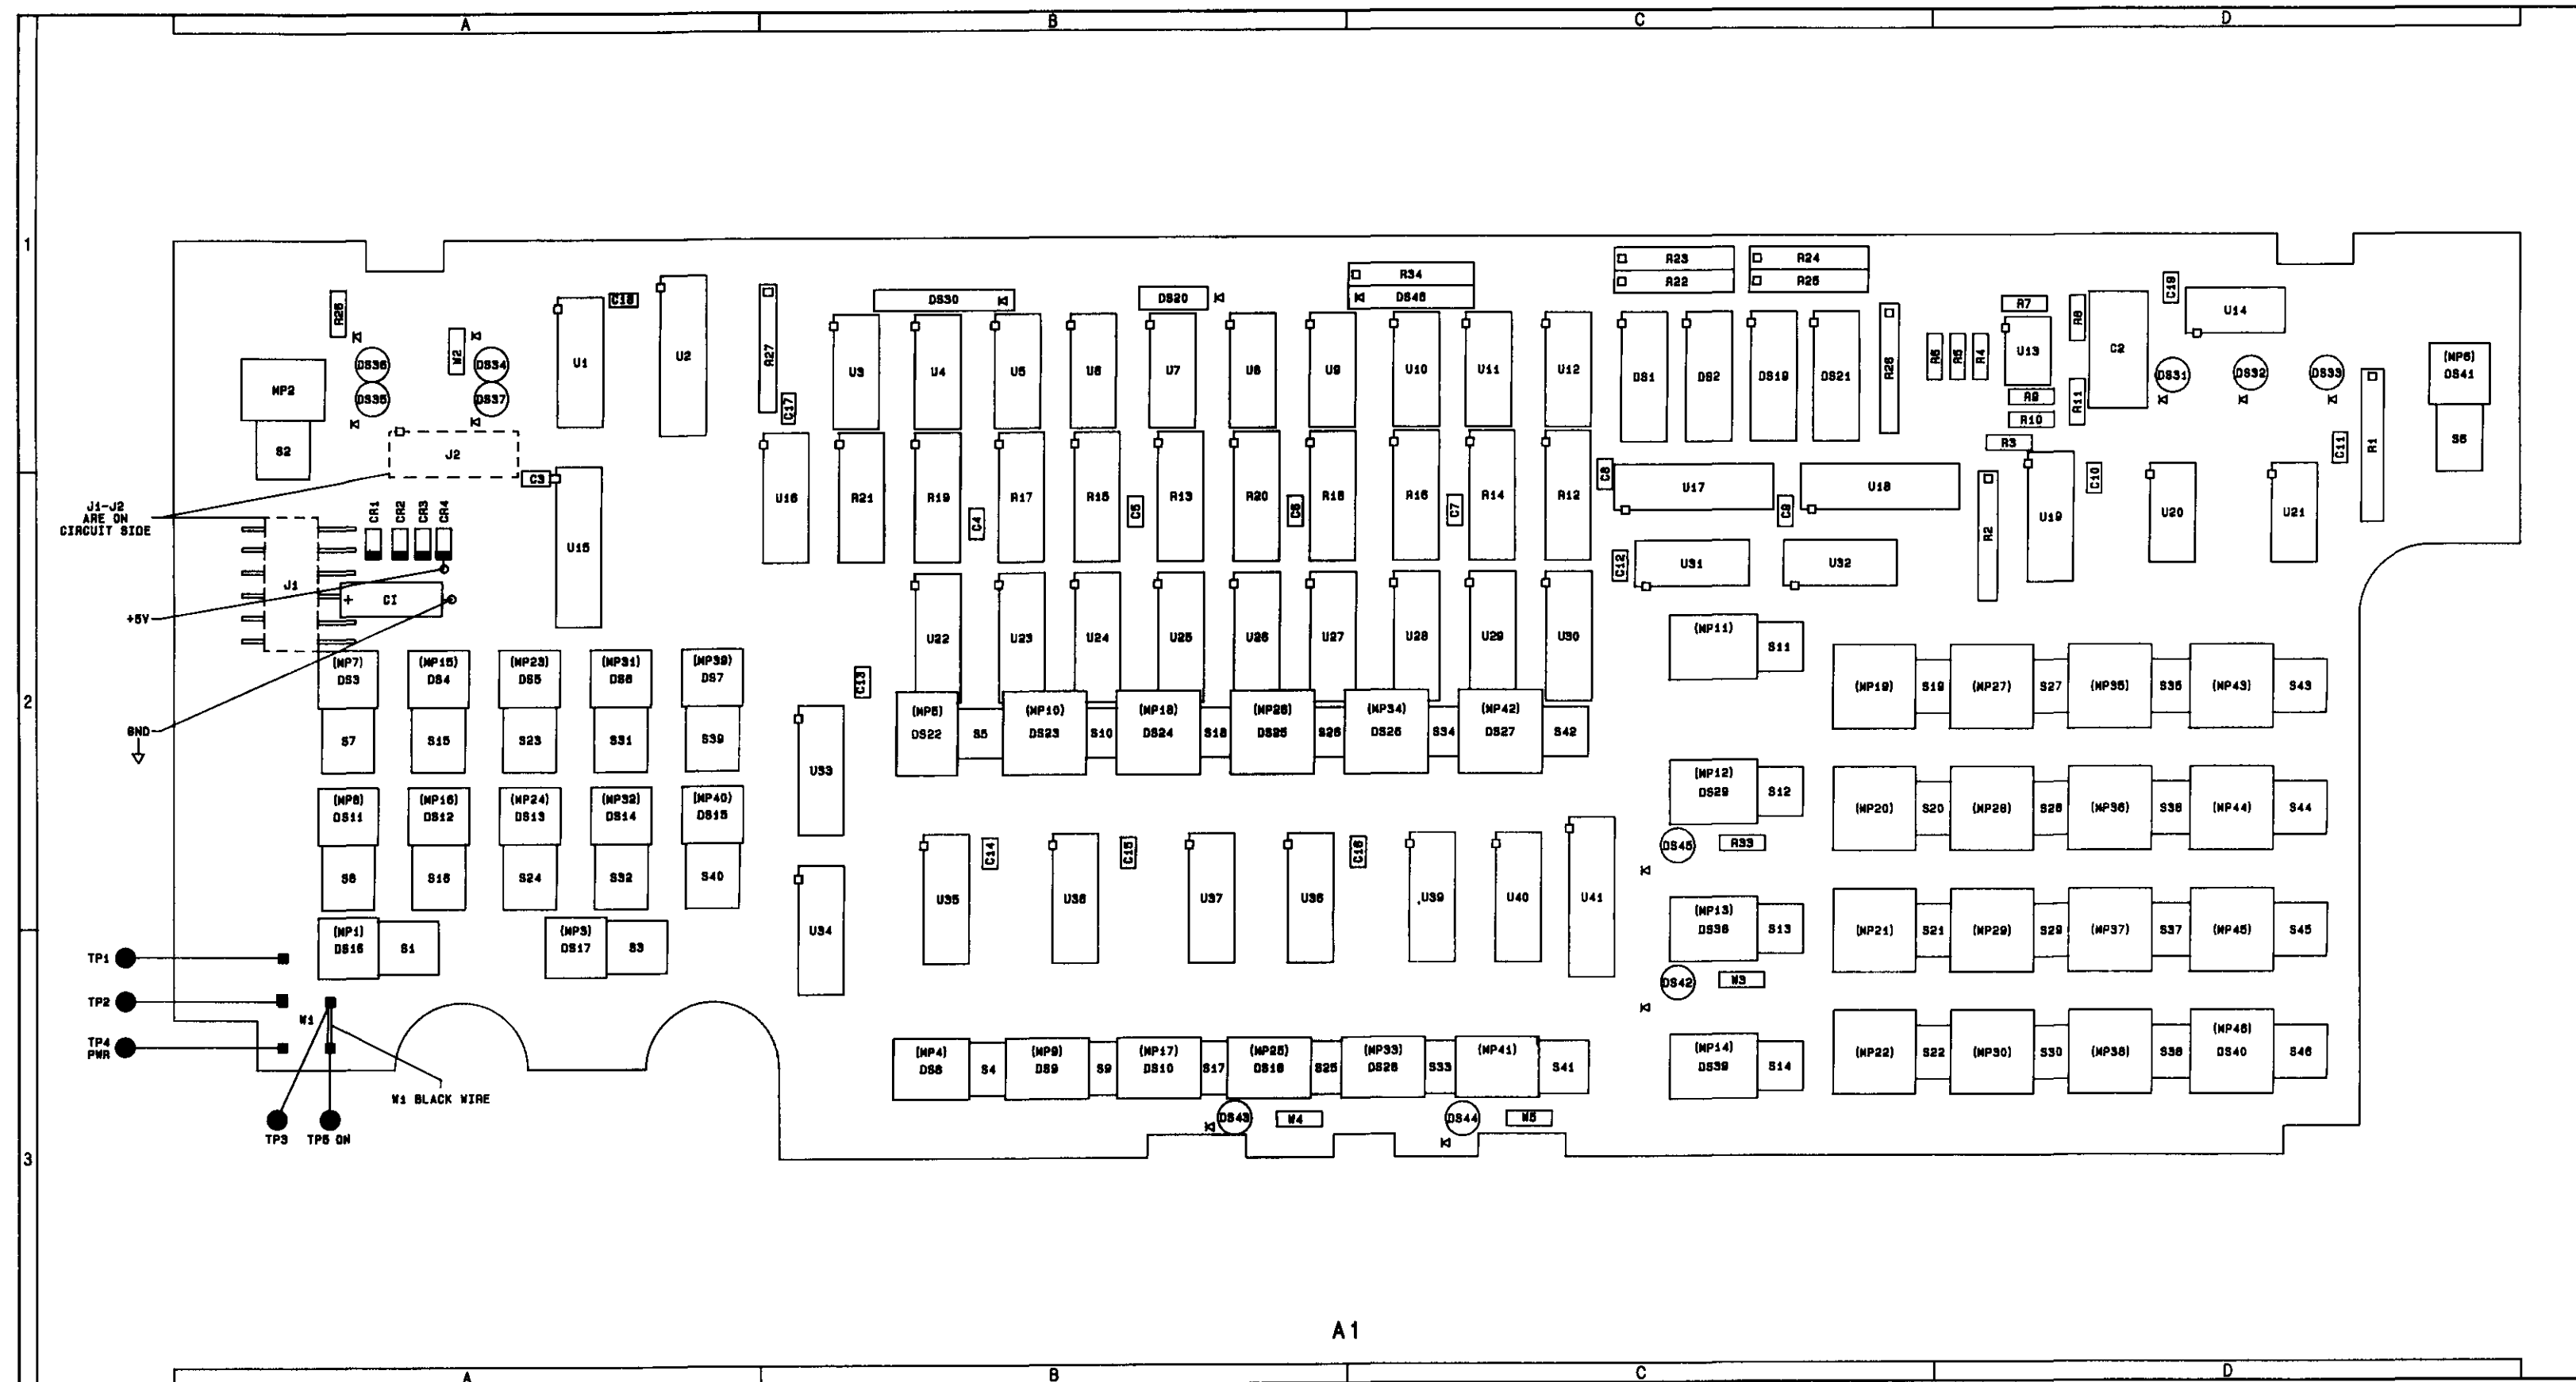 A B C D
1
R23 R24
R34
R22 R25
C18 DS30 DS20 DS46 C19
R26 R7 R8 U14
W2 U1 U2 R27 U3 U4 U5 U6 U7 U8 U9 U10 U11 U12 DS1 DS2 DS19 DS21 R28 R6 R5 R4 U13 C2
DS36 DS34 DS31 DS32 DS33 (MP6)
DS41
MP2 DS35 DS37 C17 R9 R11
R10
S2 J2 R3 C11 R1 S6
C3 U16 R21 R19 R17 R15 R13 R20 R18 R16 R14 R12 C8 U17 U18 C10
J1-J2
ARE ON
CIRCUIT SIDE
CR1 CR2 CR3 CR4 C4 C5 C6 C7 C9 R2 U19 U20 U21
U15 C12 U31 U32
J1 + CI
+5V
U22 U23 U24 U25 U26 U27 U28 U29 U30 (MP11) S11
(MP7) (MP15) (MP23) (MP31) (MP39)
DS3 DS4 DS5 DS6 DS7 C13 (MP19) S19 (MP27) S27 (MP35) S35 (MP43) S43
2
GND
S7 S15 S23 S31 S39
(MP5) (MP10) (MP18) (MP26) (MP34) (MP42)
DS22 S5 DS23 S10 DS24 S18 DS25 S26 DS26 S34 DS27 S42
U33 (MP12)
DS29 S12
(MP8) (MP16) (MP24) (MP32) (MP40)
DS11 DS12 DS13 DS14 DS15 (MP20) S20 (MP28) S28 (MP36) S36 (MP44) S44
C14 C15 C16 DS45 R33
S8 S16 S24 S32 S40
U35 U36 U37 U38 U39 U40 U41
(MP1) (MP3) U34 (MP13)
DS16 S1 DS17 S3 DS38 S13 (MP21) S21 (MP29) S29 (MP37) S37 (MP45) S45
TP1
DS42 W3
TP2
W1
TP4
PWR
(MP4) (MP9) (MP17) (MP25) (MP33) (MP41) (MP14) (MP46)
DS8 S4 DS9 S9 DS10 S17 DS18 S25 DS28 S33 S41 DS39 S14 (MP22) S22 (MP30) S30 (MP38) S38 DS40 S46
W1 BLACK WIRE
DS43 W4 DS44 W5
TP3 TP5 ON
3
A1
A B C D